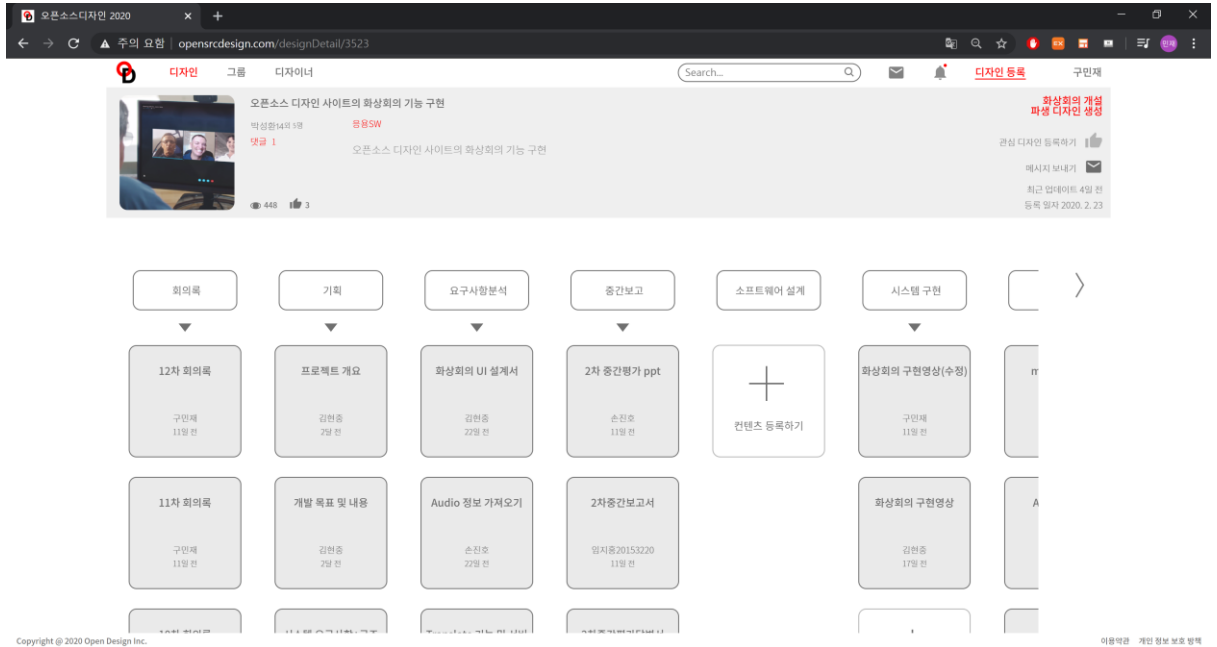 오픈소스디자인 2020
주의 요함 opensrcdesign.com/designDetail/3523
디자인 그룹 디자이너 Search... 디자인 등록 구민재
오픈소스 디자인 사이트의 화상회의 기능 구현
박성환14외 5명 응용SW
댓글 1
오픈소스 디자인 사이트의 화상회의 기능 구현
448 3
화상회의 개설
파생 디자인 생성
관심 디자인 등록하기
메시지 보내기
최근 업데이트 4일 전
등록 일자 2020. 2. 23
회의록 기획 요구사항분석 중간보고 소프트웨어 설계 시스템 구현
12차 회의록 프로젝트 개요 화상회의 UI 설계서 2차 중간평가 ppt 화상회의 구현영상(수정)
구민재 김현중 김현중 손진호 구민재
11일 전 2달 전 22일 전 11일 전 11일 전
컨텐츠 등록하기
11차 회의록 개발 목표 및 내용 Audio 정보 가져오기 2차중간보고서 화상회의 구현영상
구민재 김현중 손진호 임지홍20153220 김현중
11일 전 2달 전 22일 전 11일 전 17일 전
Copyright @ 2020 Open Design Inc. 이용약관 개인 정보 보호 방책